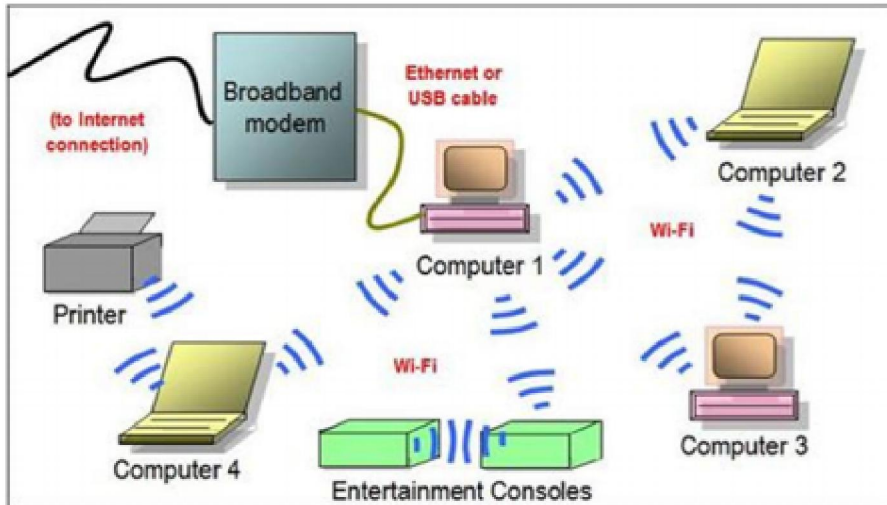 (to Internet
connection)
Broadband
modem
Ethernet or
USB cable
Computer 2
Wi-Fi
Computer 1
Printer
Wi-Fi
Computer 3
Computer 4
Entertainment Consoles